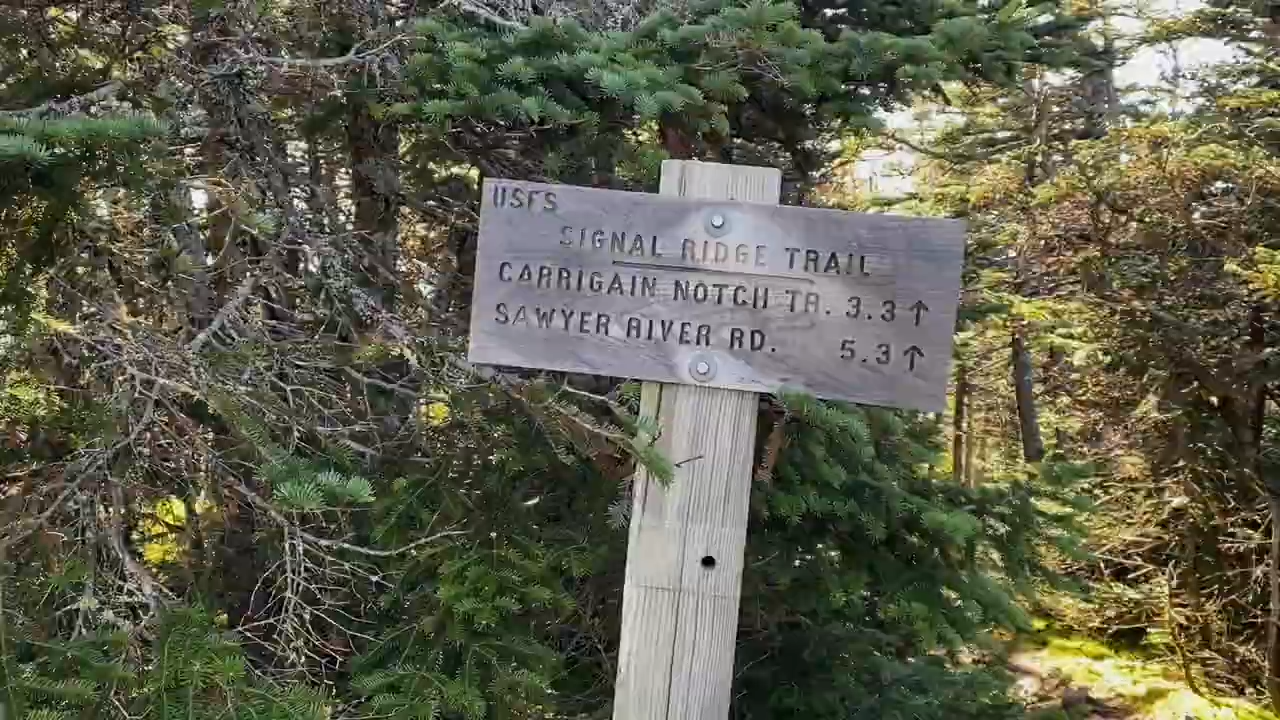 USFS
SIGNAL RIDGE TRAIL
CARRIGAIN NOTCH TR. 3.3↑
SAWYER RIVER RD. 5.3↑